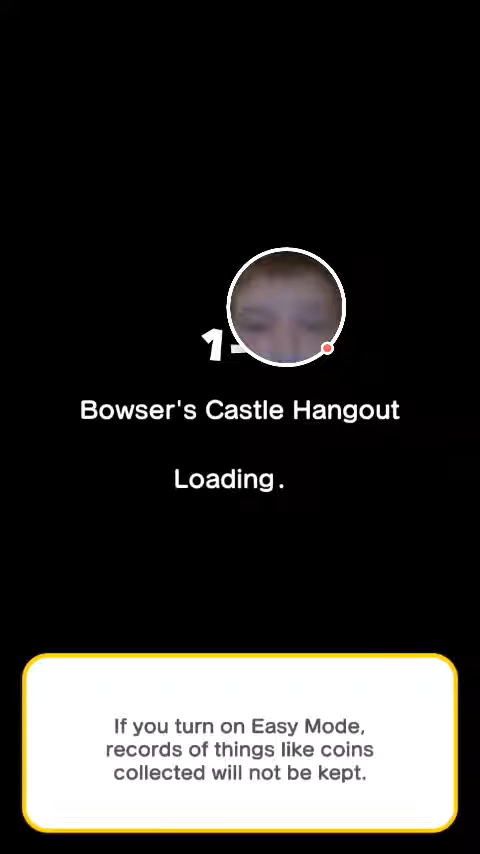 1-
Bowser's Castle Hangout
Loading.
If you turn on Easy Mode,
records of things like coins
collected will not be kept.